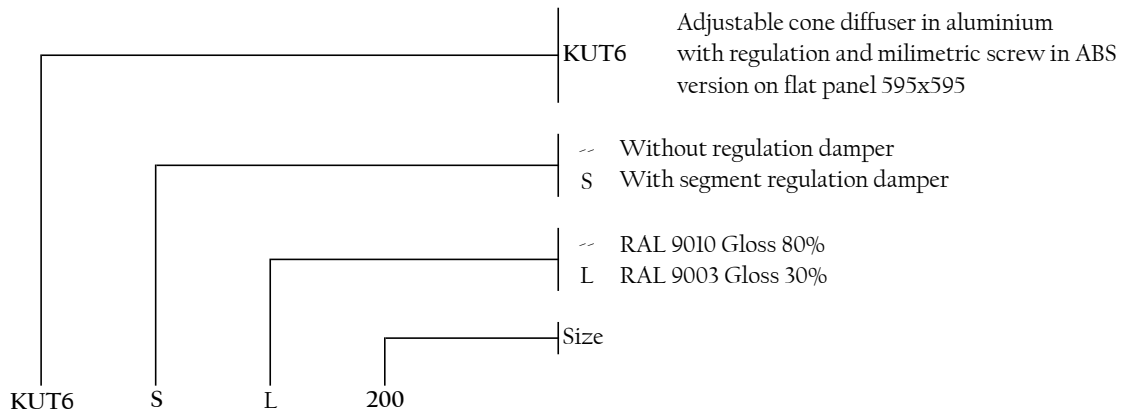 Adjustable cone diffuser in aluminium
KUT6 with regulation and milimetric screw in ABS
version on flat panel 595x595
-- Without regulation damper
S With segment regulation damper
-- RAL 9010 Gloss 80%
L RAL 9003 Gloss 30%
Size
KUT6 S L 200